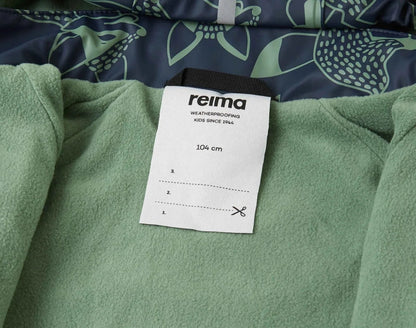 reima
WEATHERPROOFING
KIDS SINCE 1944
104 cm
3.
2.
1.